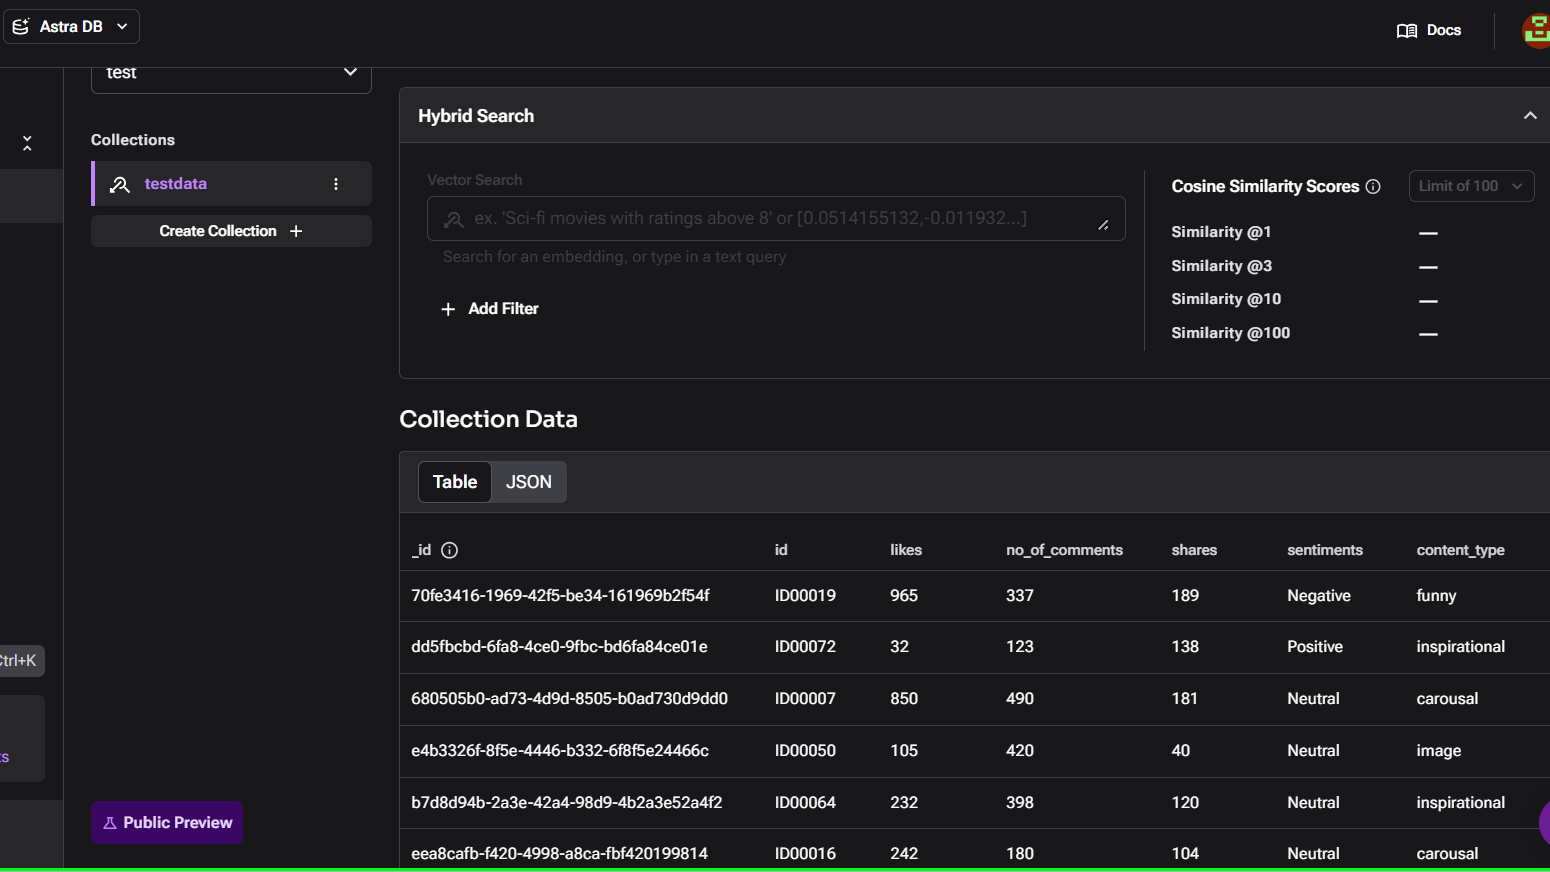 Astra DB
Docs
test
Collections
testdata
Create Collection
Hybrid Search
Vector Search
ex. 'Sci-fi movies with ratings above 8' or [0.0514155132,-0.011932...]
Search for an embedding, or type in a text query
Add Filter
Cosine Similarity Scores
Limit of 100
Similarity @1 —
Similarity @3 —
Similarity @10 —
Similarity @100 —
Collection Data
Table JSON
_id id likes no_of_comments shares sentiments content_type
70fe3416-1969-42f5-be34-161969b2f54f ID00019 965 337 189 Negative funny
dd5fbcbd-6fa8-4ce0-9fbc-bd6fa84ce01e ID00072 32 123 138 Positive inspirational
680505b0-ad73-4d9d-8505-b0ad730d9dd0 ID00007 850 490 181 Neutral carousal
e4b3326f-8f5e-4446-b332-6f8f5e24466c ID00050 105 420 40 Neutral image
b7d8d94b-2a3e-42a4-98d9-4b2a3e52a4f2 ID00064 232 398 120 Neutral inspirational
eea8cafb-f420-4998-a8ca-fbf420199814 ID00016 242 180 104 Neutral carousal
Ctrl+K
Public Preview